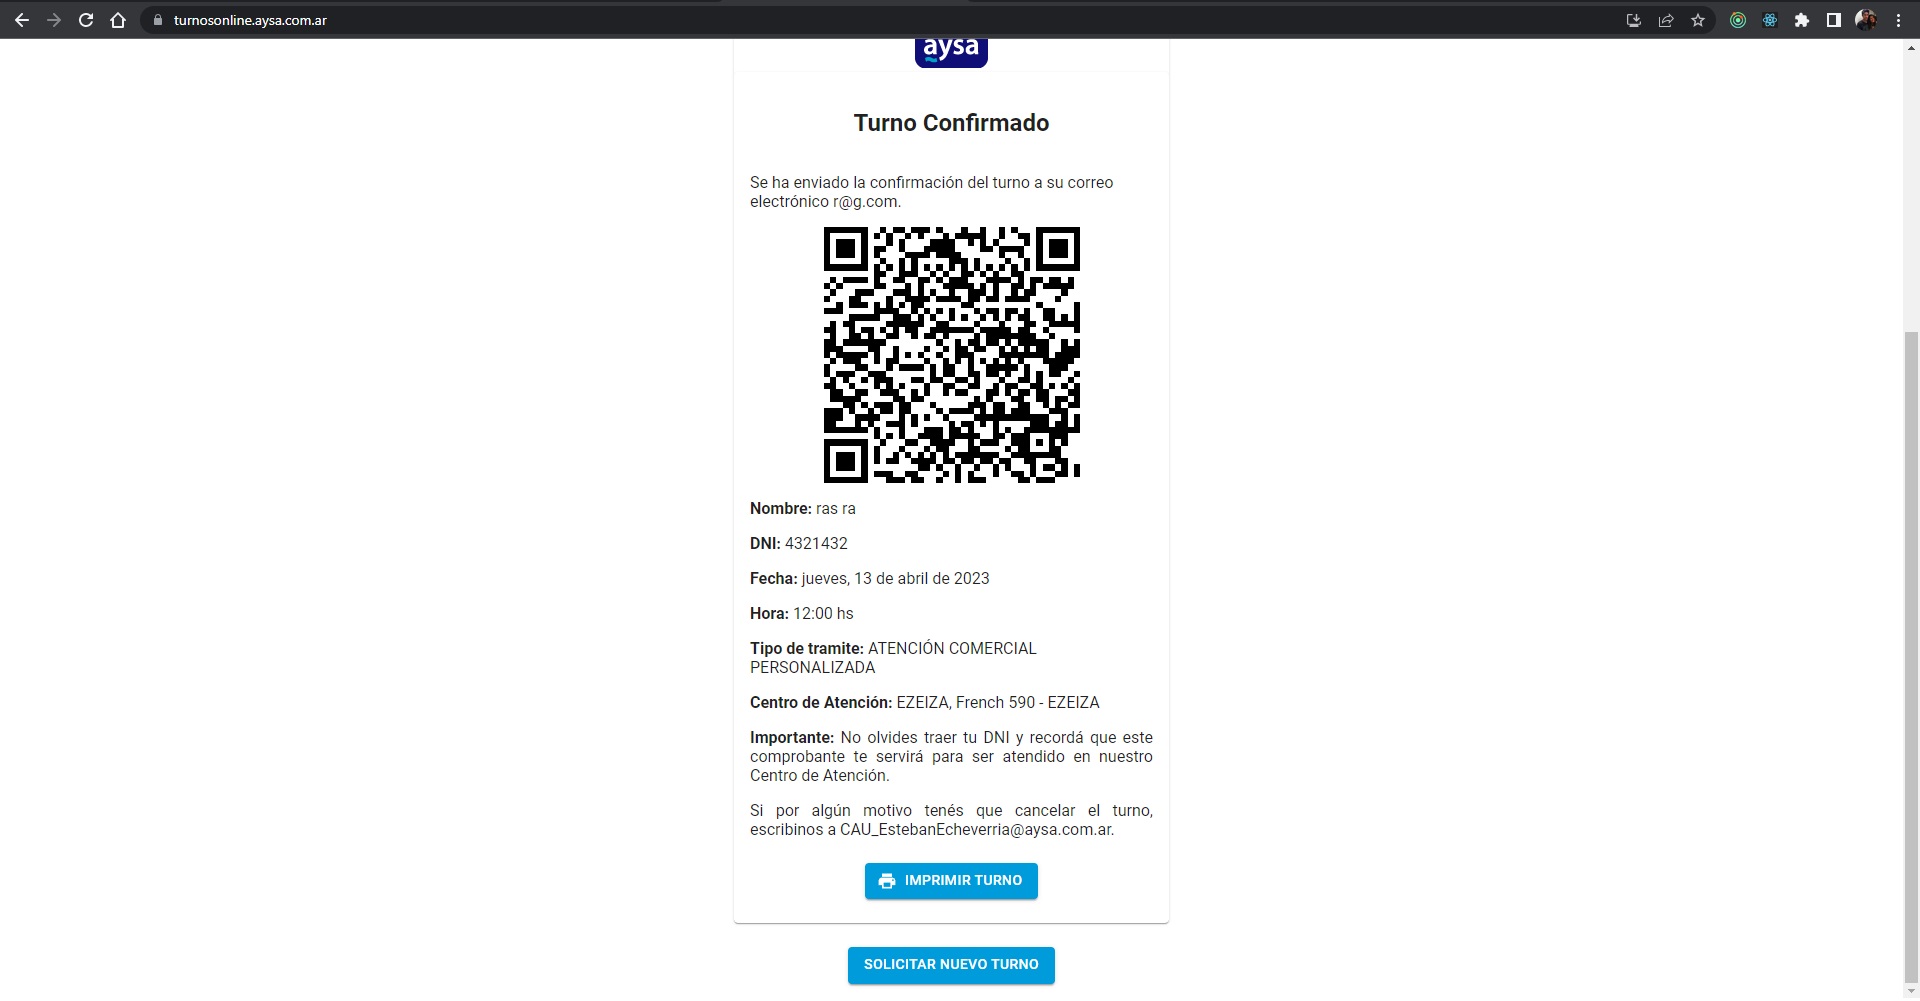 turnosonline.aysa.com.ar
aysa
Turno Confirmado
Se ha enviado la confirmación del turno a su correo
electrónico r@g.com.
Nombre: ras ra
DNI: 4321432
Fecha: jueves, 13 de abril de 2023
Hora: 12:00 hs
Tipo de tramite: ATENCIÓN COMERCIAL
PERSONALIZADA
Centro de Atención: EZEIZA, French 590 - EZEIZA
Importante: No olvides traer tu DNI y recordá que este
comprobante te servirá para ser atendido en nuestro
Centro de Atención.
Si por algún motivo tenés que cancelar el turno,
escribinos a CAU_EstebanEcheverria@aysa.com.ar.
IMPRIMIR TURNO
SOLICITAR NUEVO TURNO